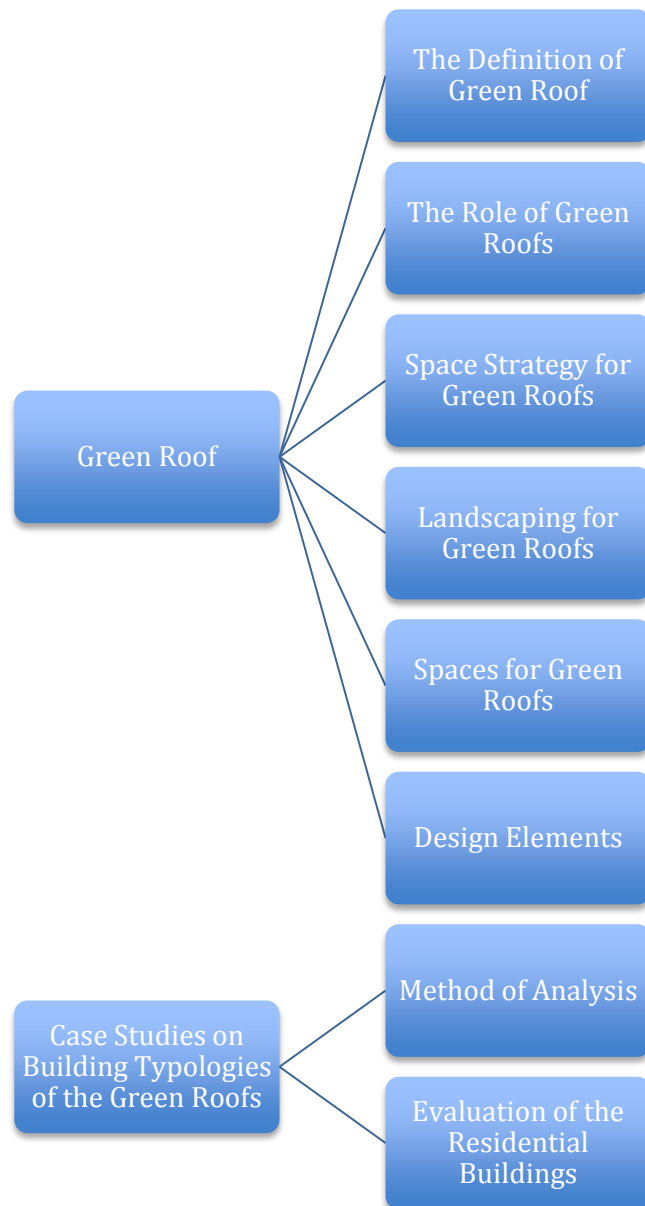 The Definition of
Green Roof
The Role of Green
Roofs
Space Strategy for
Green Roofs
Green Roof
Landscaping for
Green Roofs
Spaces for Green
Roofs
Design Elements
Method of Analysis
Case Studies on
Building Typologies
of the Green Roofs
Evaluation of the
Residential
Buildings